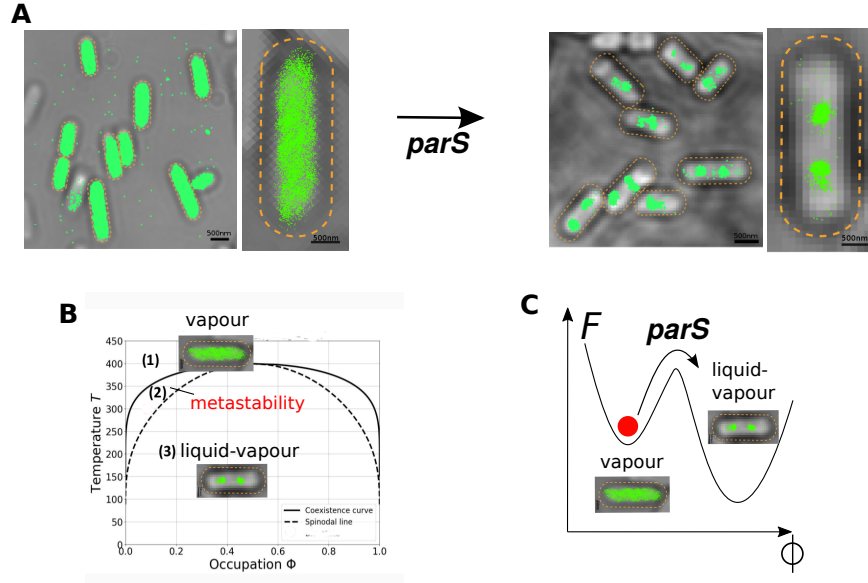 A
parS
500nm
500nm
500nm
500nm
B
vapour
(1)
(2)
metastability
(3) liquid-vapour
Temperature T
450
400
350
300
250
200
150
100
50
0
0.0 0.2 0.4 0.6 0.8 1.0
Occupation Φ
Coexistence curve
Spinodal line
C
F
parS
liquid-
vapour
vapour
Φ